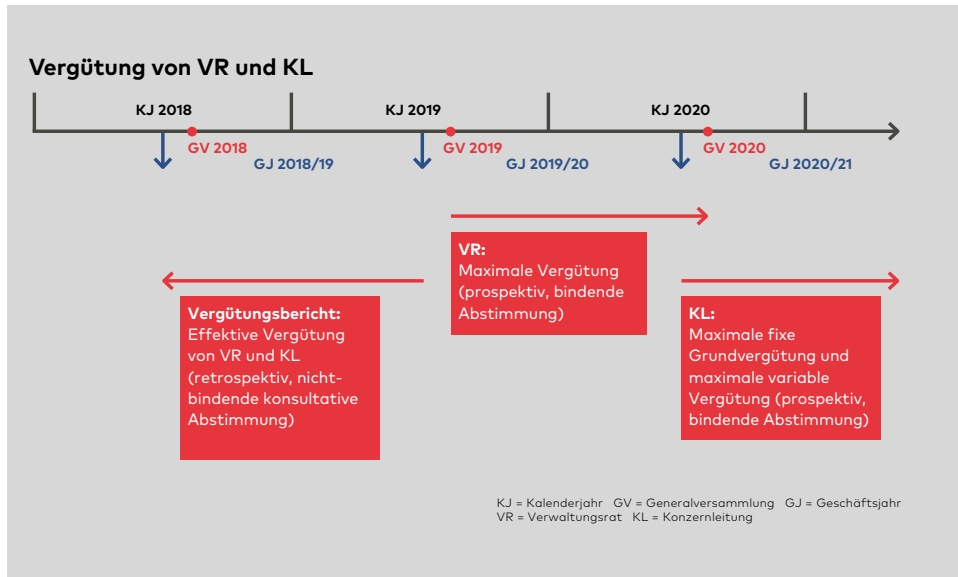 Vergütung von VR und KL
KJ 2018
KJ 2019
KJ 2020
GV 2018
GV 2019
GV 2020
GJ 2018/19
GJ 2019/20
GJ 2020/21
Vergütungsbericht:
Effektive Vergütung
von VR und KL
(retrospektiv, nicht-
bindende konsultative
Abstimmung)
VR:
Maximale Vergütung
(prospektiv, bindende
Abstimmung)
KL:
Maximale fixe
Grundvergütung und
maximale variable
Vergütung (prospektiv,
bindende Abstimmung)
KJ = Kalenderjahr GV = Generalversammlung GJ = Geschäftsjahr
VR = Verwaltungsrat KL = Konzernleitung